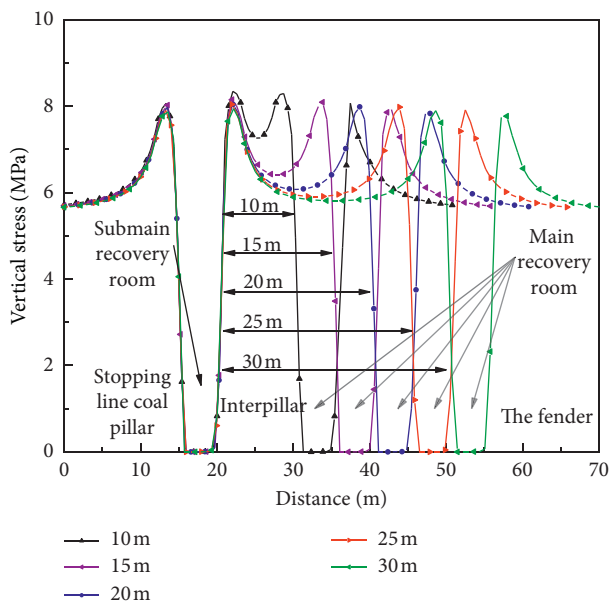 10
8
6
4
2
0
Vertical stress (MPa)
Submain
recovery
room
Stopping
line coal
pillar
10 m
15 m
20 m
25 m
30 m
Interpillar
Main
recovery
room
The fender
0
10
20
30
40
50
60
70
Distance (m)
10 m
15 m
20 m
25 m
30 m